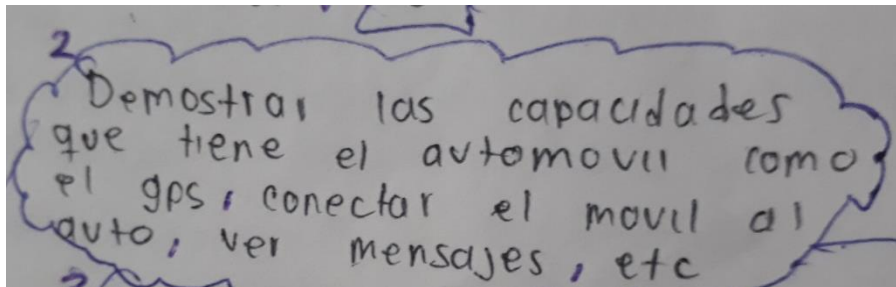 2
Demostrar las capacidades
que tiene el automovil como
el gps, conectar el movil al
auto, ver mensajes, etc